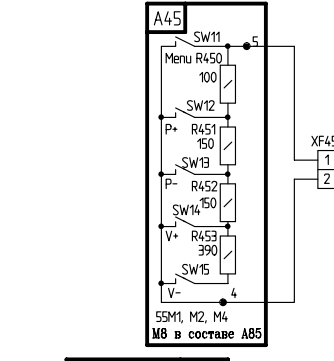 A45
SW11
5
Menu R450
100
SW12
P+ R451
150
XF45
1
SW13
2
P- R452
150
SW14
V+ R453
390
SW15
V- 4
55M1, M2, M4
M8 в составе A85